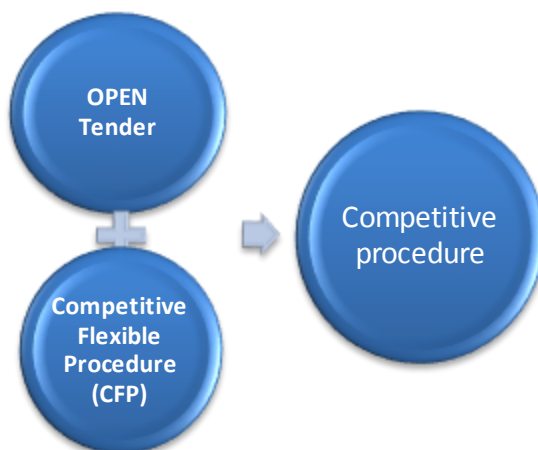 OPEN
Tender
Competitive
Flexible
Procedure
(CFP)
Competitive
procedure